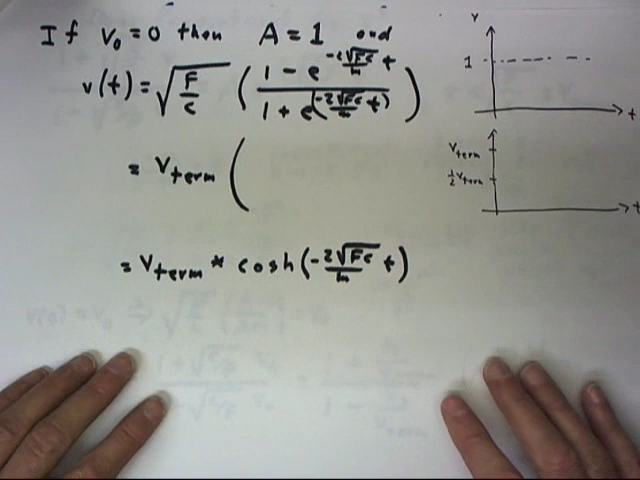 If v₀ = 0 then A = 1 and
v(t) = √(F/c) ( (1 - e^(-2√(Fc)/m t)) / (1 + e^(-2√(Fc)/m t)) )
= v_term (
= v_term * cosh(-2√(Fc)/m t)
v
1
t
v_term
½ v_term
t